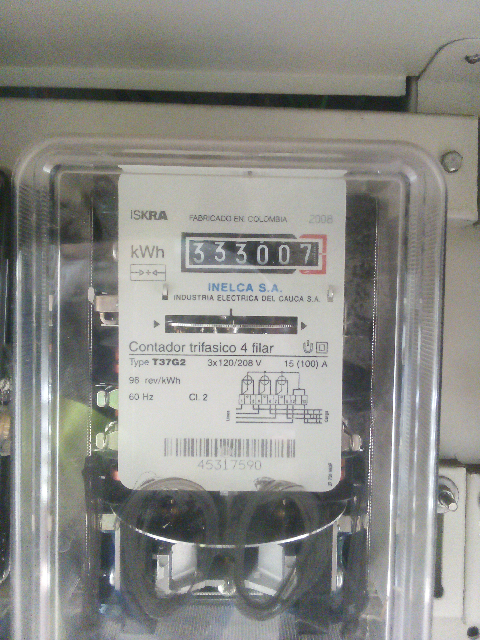 ISKRA FABRICADO EN COLOMBIA 2008
kWh 333007
INELCA S.A.
INDUSTRIA ELECTRICA DEL CAUCA S.A.
Contador trifasico 4 filar
Type T37G2 3x120/208 V 15 (100) A
96 rev/kWh
60 Hz Cl. 2
45317590